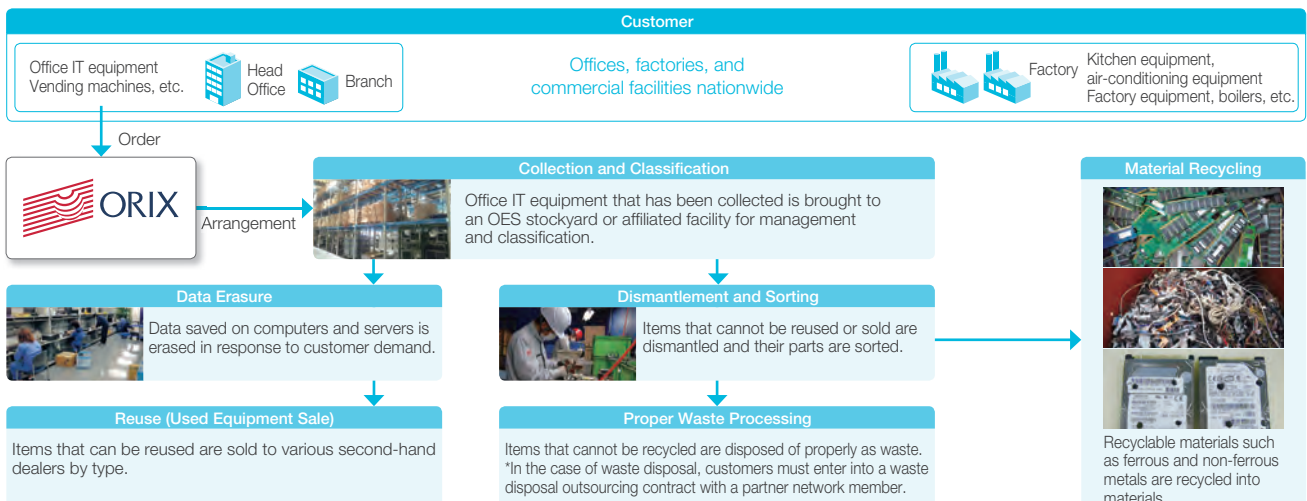 Customer
Office IT equipment
Vending machines, etc.
Head
Office
Branch
Offices, factories, and
commercial facilities nationwide
Factory
Kitchen equipment,
air-conditioning equipment
Factory equipment, boilers, etc.
Order
ORIX
Arrangement
Collection and Classification
Office IT equipment that has been collected is brought to
an OES stockyard or affiliated facility for management
and classification.
Data Erasure
Data saved on computers and servers is
erased in response to customer demand.
Dismantlement and Sorting
Items that cannot be reused or sold are
dismantled and their parts are sorted.
Reuse (Used Equipment Sale)
Items that can be reused are sold to various second-hand
dealers by type.
Proper Waste Processing
Items that cannot be recycled are disposed of properly as waste.
*In the case of waste disposal, customers must enter into a waste
disposal outsourcing contract with a partner network member.
Material Recycling
Recyclable materials such
as ferrous and non-ferrous
metals are recycled into
materials